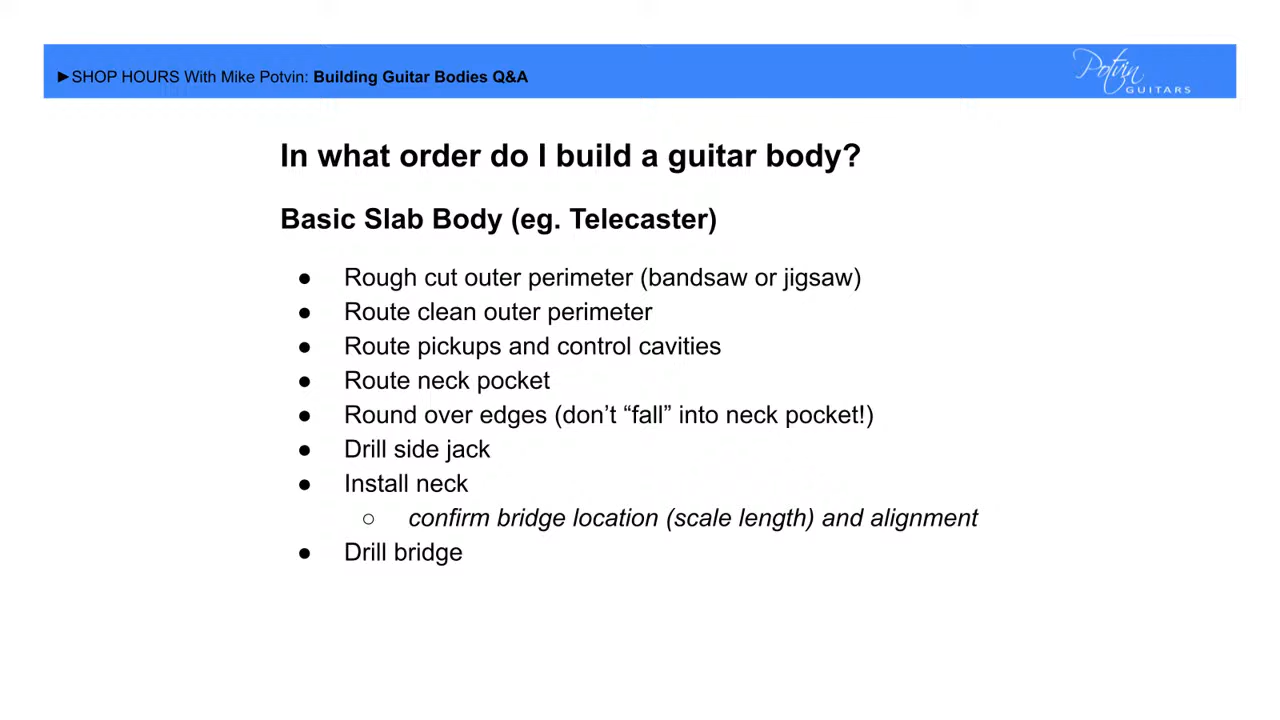 ►SHOP HOURS With Mike Potvin: Building Guitar Bodies Q&A
Potvin
GUITARS
In what order do I build a guitar body?
Basic Slab Body (eg. Telecaster)
● Rough cut outer perimeter (bandsaw or jigsaw)
● Route clean outer perimeter
● Route pickups and control cavities
● Route neck pocket
● Round over edges (don’t “fall” into neck pocket!)
● Drill side jack
● Install neck
○ confirm bridge location (scale length) and alignment
● Drill bridge